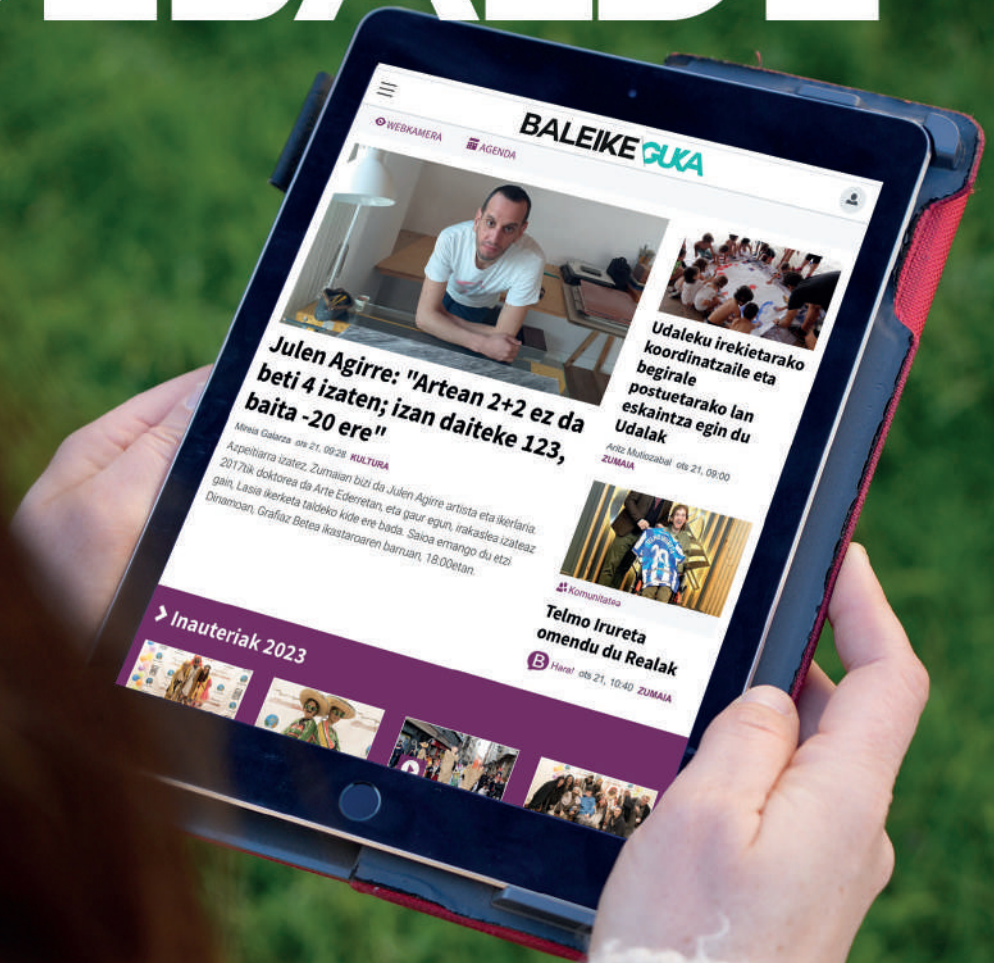 BALEIKE GUKA
WEBKAMERA
AGENDA
Julen Agirre: "Artean 2+2 ez da
beti 4 izaten; izan daiteke 123,
baita -20 ere"
Mireia Galarza ots 21, 09:28 KULTURA
Azpeitiarra izatez, Zumaian bizi da Julen Agirre artista eta ikerlaria.
2017tik doktorea da Arte Ederretan, eta gaur egun, irakaslea izateaz
gain, Lasia ikerketa taldeko kide ere bada. Saioa emango du etzi
Dinamoan, Grafiaz Betea ikastaroaren barruan, 18:00etan.
Udaleku irekietarako
koordinatzaile eta
begirale
postuetarako lan
eskaintza egin du
Udalak
Aritz Mutiozabal ots 21, 09:00
ZUMAIA
Komunitatea
Telmo Irureta
omendu du Realak
B Hara! ots 21, 10:40 ZUMAIA
Inauteriak 2023
19